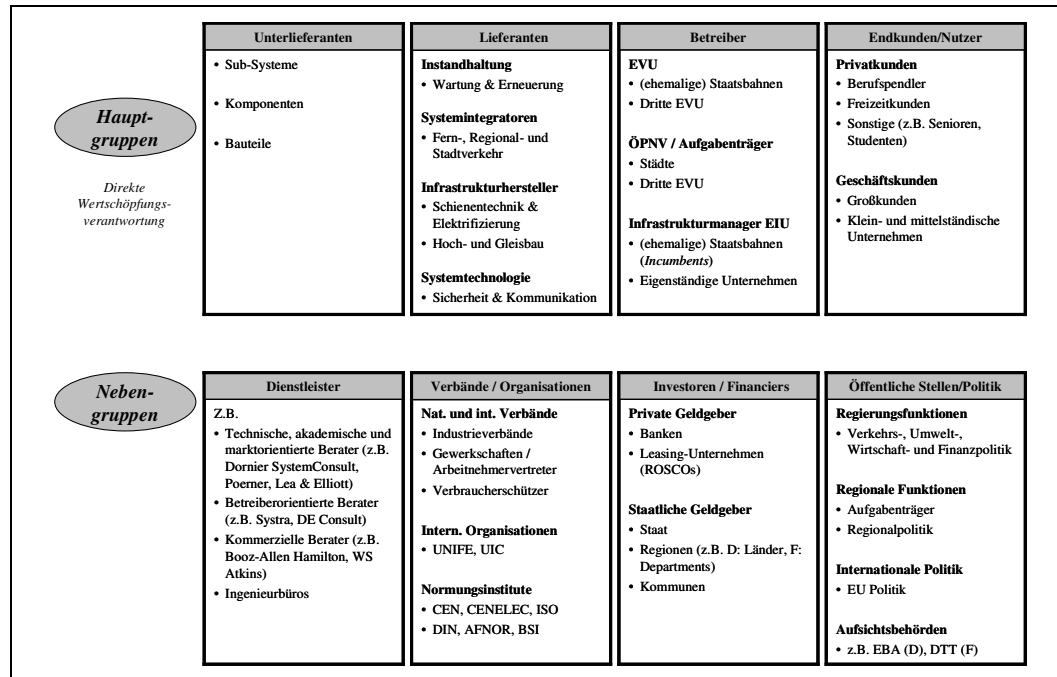 Haupt-
gruppen
Direkte
Wertschöpfungs-
verantwortung
Unterlieferanten
• Sub-Systeme
• Komponenten
• Bauteile
Lieferanten
Instandhaltung
• Wartung & Erneuerung
Systemintegratoren
• Fern-, Regional- und
Stadtverkehr
Infrastrukturhersteller
• Schienentechnik &
Elektrifizierung
• Hoch- und Gleisbau
Systemtechnologie
• Sicherheit & Kommunikation
Betreiber
EVU
• (ehemalige) Staatsbahnen
• Dritte EVU
ÖPNV / Aufgabenträger
• Städte
• Dritte EVU
Infrastrukturmanager EIU
• (ehemalige) Staatsbahnen
(Incumbents)
• Eigenständige Unternehmen
Endkunden/Nutzer
Privatkunden
• Berufspendler
• Freizeitkunden
• Sonstige (z.B. Senioren,
Studenten)
Geschäftskunden
• Großkunden
• Klein- und mittelständische
Unternehmen
Neben-
gruppen
Dienstleister
Z.B.
• Technische, akademische und
marktorientierte Berater (z.B.
Dornier SystemConsult,
Poerner, Lea & Elliott)
• Betreiberorientierte Berater
(z.B. Systra, DE Consult)
• Kommerzielle Berater (z.B.
Booz-Allen Hamilton, WS
Atkins)
• Ingenieurbüros
Verbände / Organisationen
Nat. und int. Verbände
• Industrieverbände
• Gewerkschaften /
Arbeitnehmervertreter
• Verbraucherschützer
Intern. Organisationen
• UNIFE, UIC
Normungsinstitute
• CEN, CENELEC, ISO
• DIN, AFNOR, BSI
Investoren / Financiers
Private Geldgeber
• Banken
• Leasing-Unternehmen
(ROSCOs)
Staatliche Geldgeber
• Staat
• Regionen (z.B. D: Länder, F:
Departments)
• Kommunen
Öffentliche Stellen/Politik
Regierungsfunktionen
• Verkehrs-, Umwelt-,
Wirtschaft- und Finanzpolitik
Regionale Funktionen
• Aufgabenträger
• Regionalpolitik
Internationale Politik
• EU Politik
Aufsichtsbehörden
• z.B. EBA (D), DTT (F)